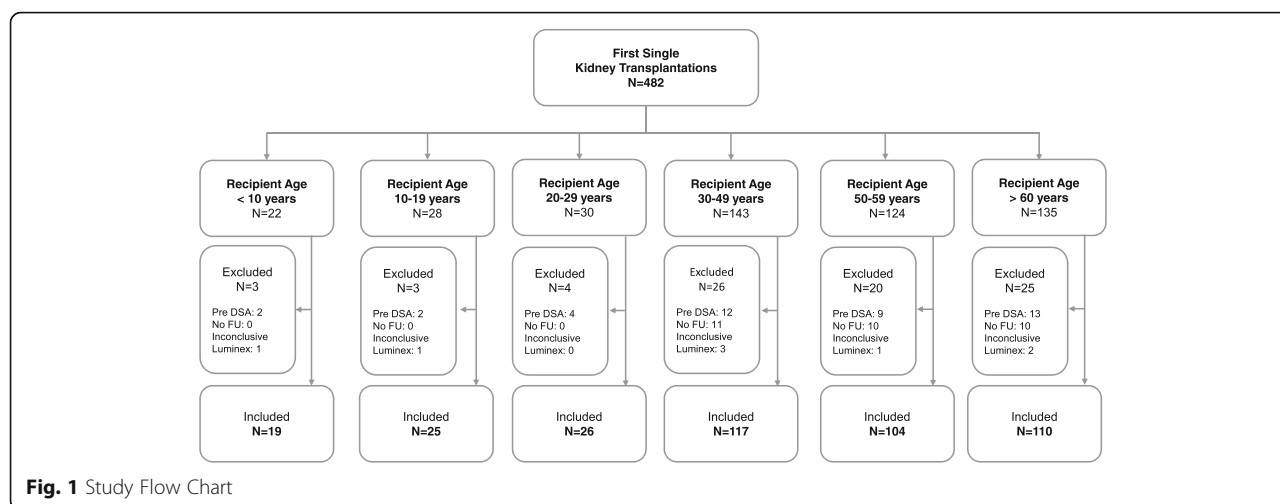 First Single
Kidney Transplantations
N=482
Recipient Age
< 10 years
N=22
Recipient Age
10-19 years
N=28
Recipient Age
20-29 years
N=30
Recipient Age
30-49 years
N=143
Recipient Age
50-59 years
N=124
Recipient Age
> 60 years
N=135
Excluded
N=3
Pre DSA: 2
No FU: 0
Inconclusive
Luminex: 1
Excluded
N=3
Pre DSA: 2
No FU: 0
Inconclusive
Luminex: 1
Excluded
N=4
Pre DSA: 4
No FU: 0
Inconclusive
Luminex: 0
Excluded
N=26
Pre DSA: 12
No FU: 11
Inconclusive
Luminex: 3
Excluded
N=20
Pre DSA: 9
No FU: 10
Inconclusive
Luminex: 1
Excluded
N=25
Pre DSA: 13
No FU: 10
Inconclusive
Luminex: 2
Included
N=19
Included
N=25
Included
N=26
Included
N=117
Included
N=104
Included
N=110
Fig. 1 Study Flow Chart